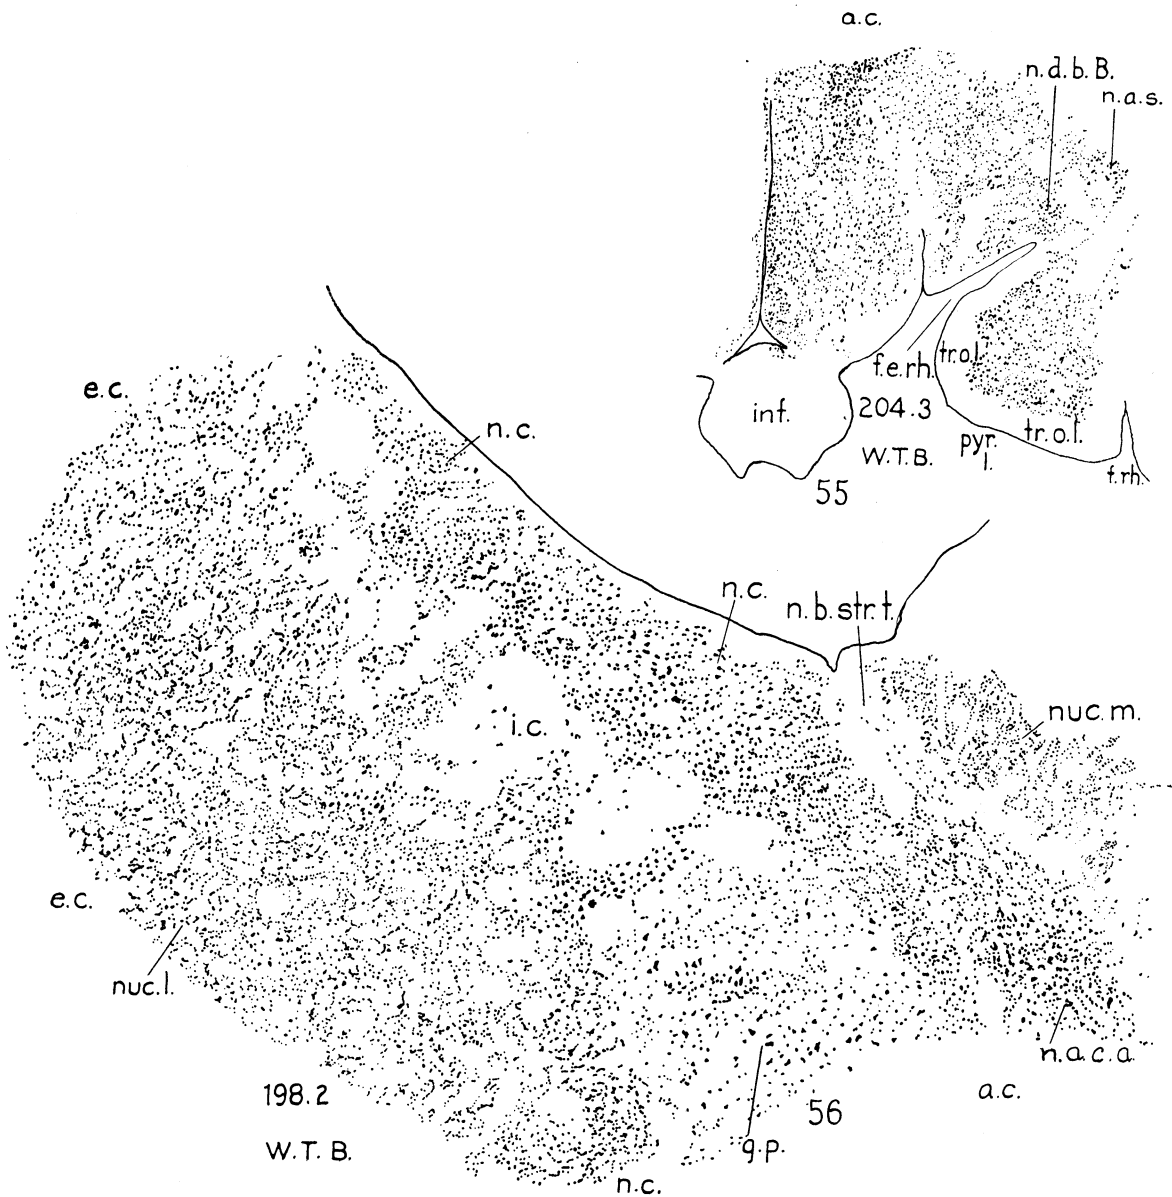 a.c.
n.d.b.B.
n.a.s.
f.e.rh.
tr.o.l.
inf.
204.3
W.T.B.
pyr.
l.
tr.o.l.
f.rh.
55
e.c.
n.c.
n.c.
n.b.str.t.
i.c.
nuc.m.
e.c.
nuc.l.
n.a.c.a
a.c.
198.2
W.T.B.
56
g.p.
n.c.